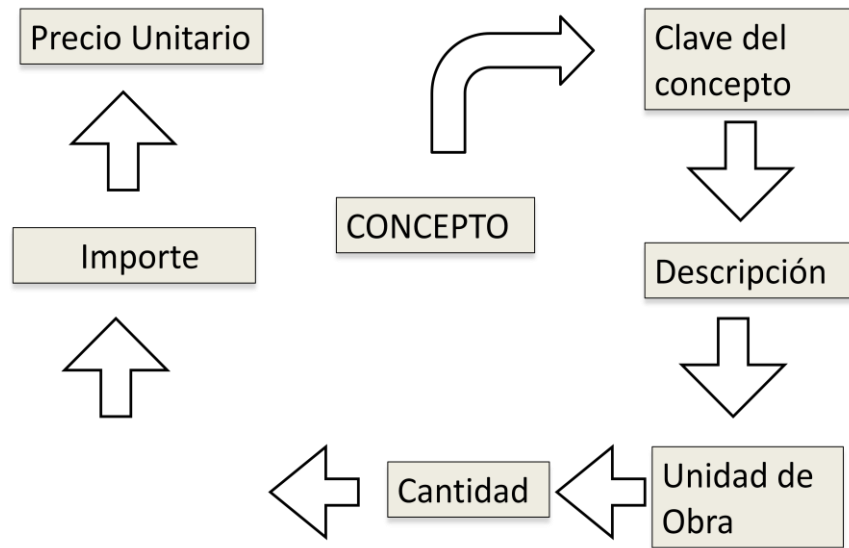 Precio Unitario
Clave del
concepto
CONCEPTO
Importe
Descripción
Cantidad
Unidad de
Obra